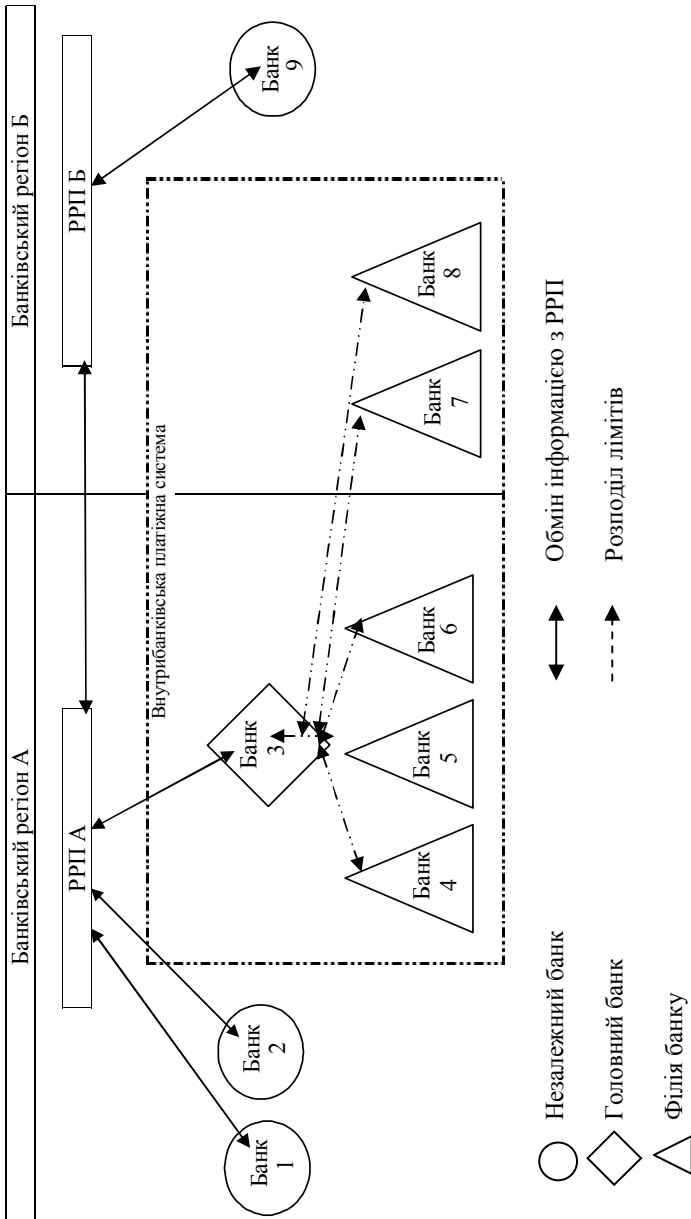 Банківський регіон А
Банківський регіон Б
РРП А
РРП Б
Внутрибанківська платіжна система
Банк
1
Банк
2
Банк
3
Банк
9
Банк
4
Банк
5
Банк
6
Банк
7
Банк
8
Незалежний банк
Обмін інформацією з РРП
Головний банк
Розподіл лімітів
Філія банку